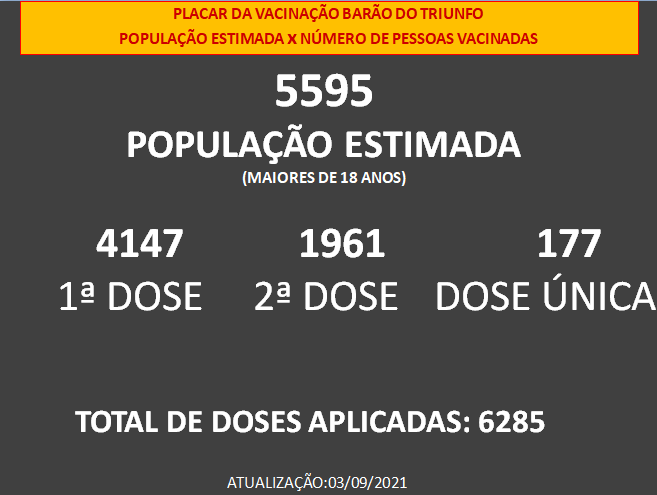 PLACAR DA VACINAÇÃO BARÃO DO TRIUNFO
POPULAÇÃO ESTIMADA X NÚMERO DE PESSOAS VACINADAS
5595
POPULAÇÃO ESTIMADA
(MAIORES DE 18 ANOS)
4147 1961 177
1ª DOSE 2ª DOSE DOSE ÚNICA
TOTAL DE DOSES APLICADAS: 6285
ATUALIZAÇÃO:03/09/2021